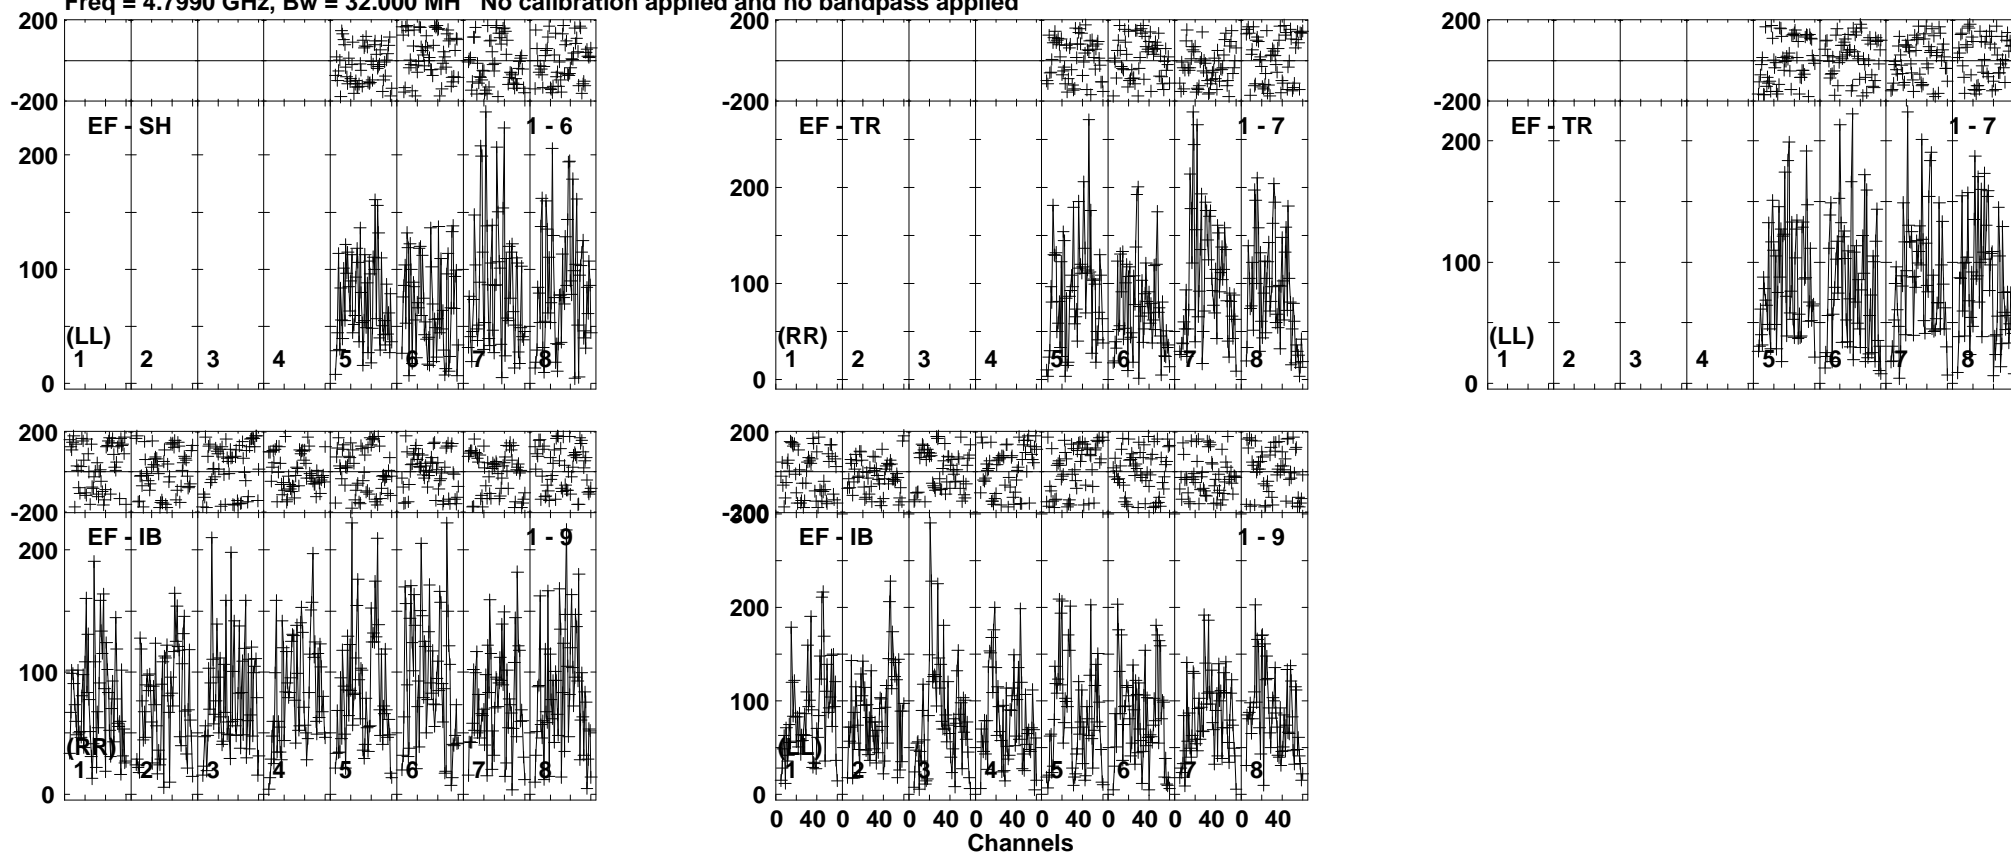 Freq = 4.7990 GHz, Bw = 32.000 MH No calibration applied and no bandpass applied
200 200 200
-200 -200 -200
EF - SH 1 - 6 EF - TR 1 - 7 EF - TR 1 - 7
200 200 200
100 100 100
(LL) (RR) (LL)
1 2 3 4 5 6 7 8 1 2 3 4 5 6 7 8 1 2 3 4 5 6 7 8
0 0 0
200 200
-200 -200
300
EF - IB 1 - 9 EF - IB 1 - 9
200 200
100 100
(RR) (LL)
1 2 3 4 5 6 7 8 1 2 3 4 5 6 7 8
0 0
0 40 0 40 0 40 0 40 0 40 0 40 0 40 0 40
Channels